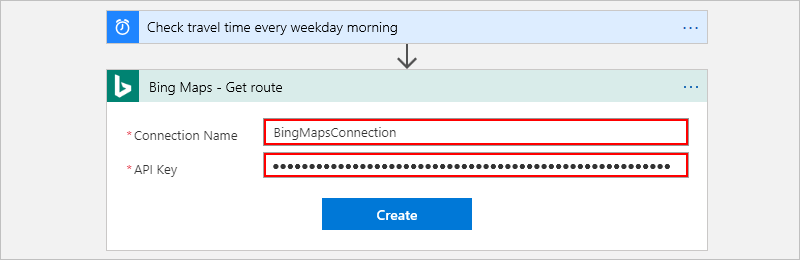 Check travel time every weekday morning
Bing Maps - Get route
*Connection Name BingMapsConnection
*API Key ••••••••••••••••••••••••••••••••••••••••••••••••••••••••
Create